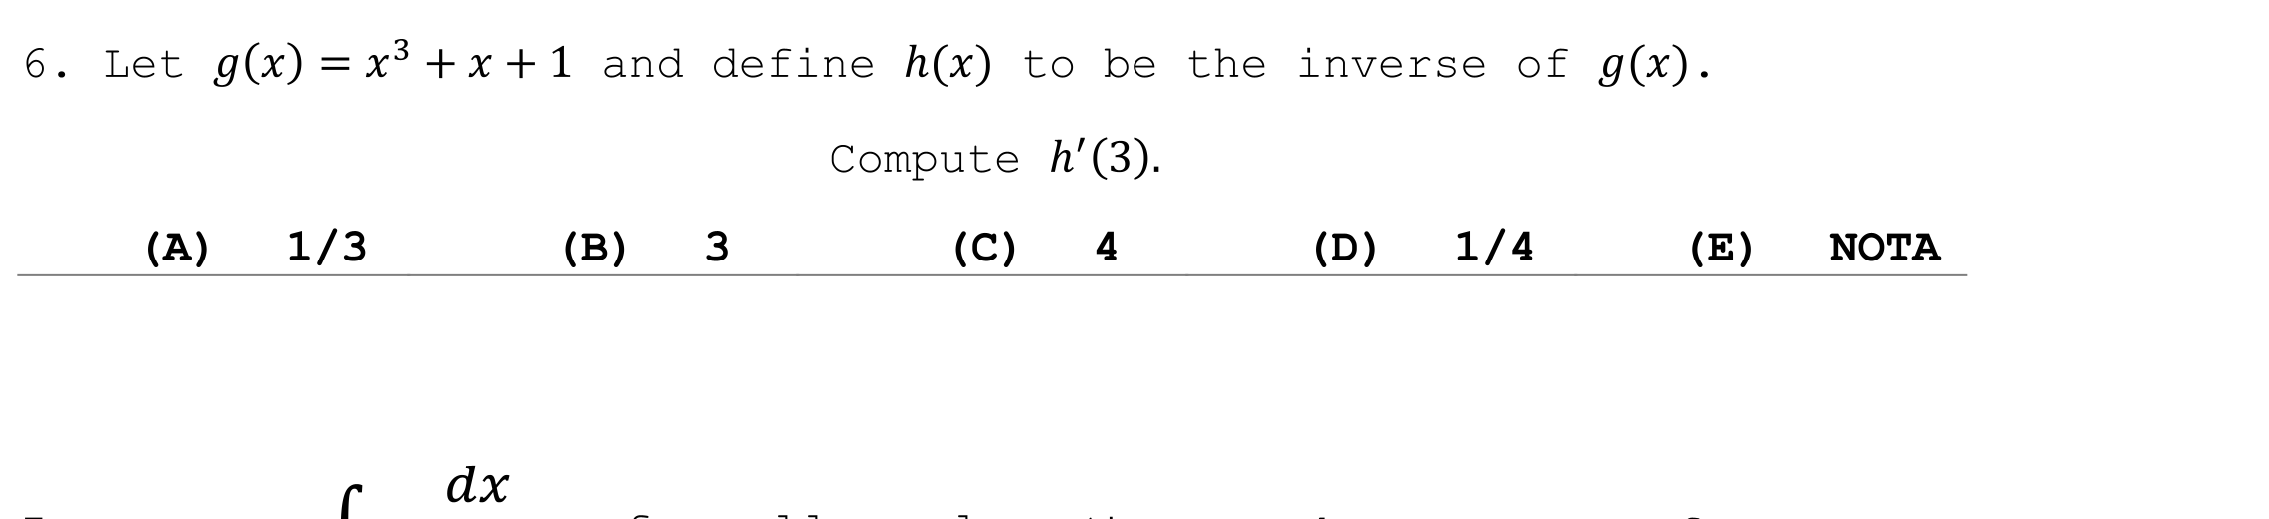 6. Let g(x) = x³ + x + 1 and define h(x) to be the inverse of g(x).
Compute h′(3).
(A) 1/3 (B) 3 (C) 4 (D) 1/4 (E) NOTA
∫ dx